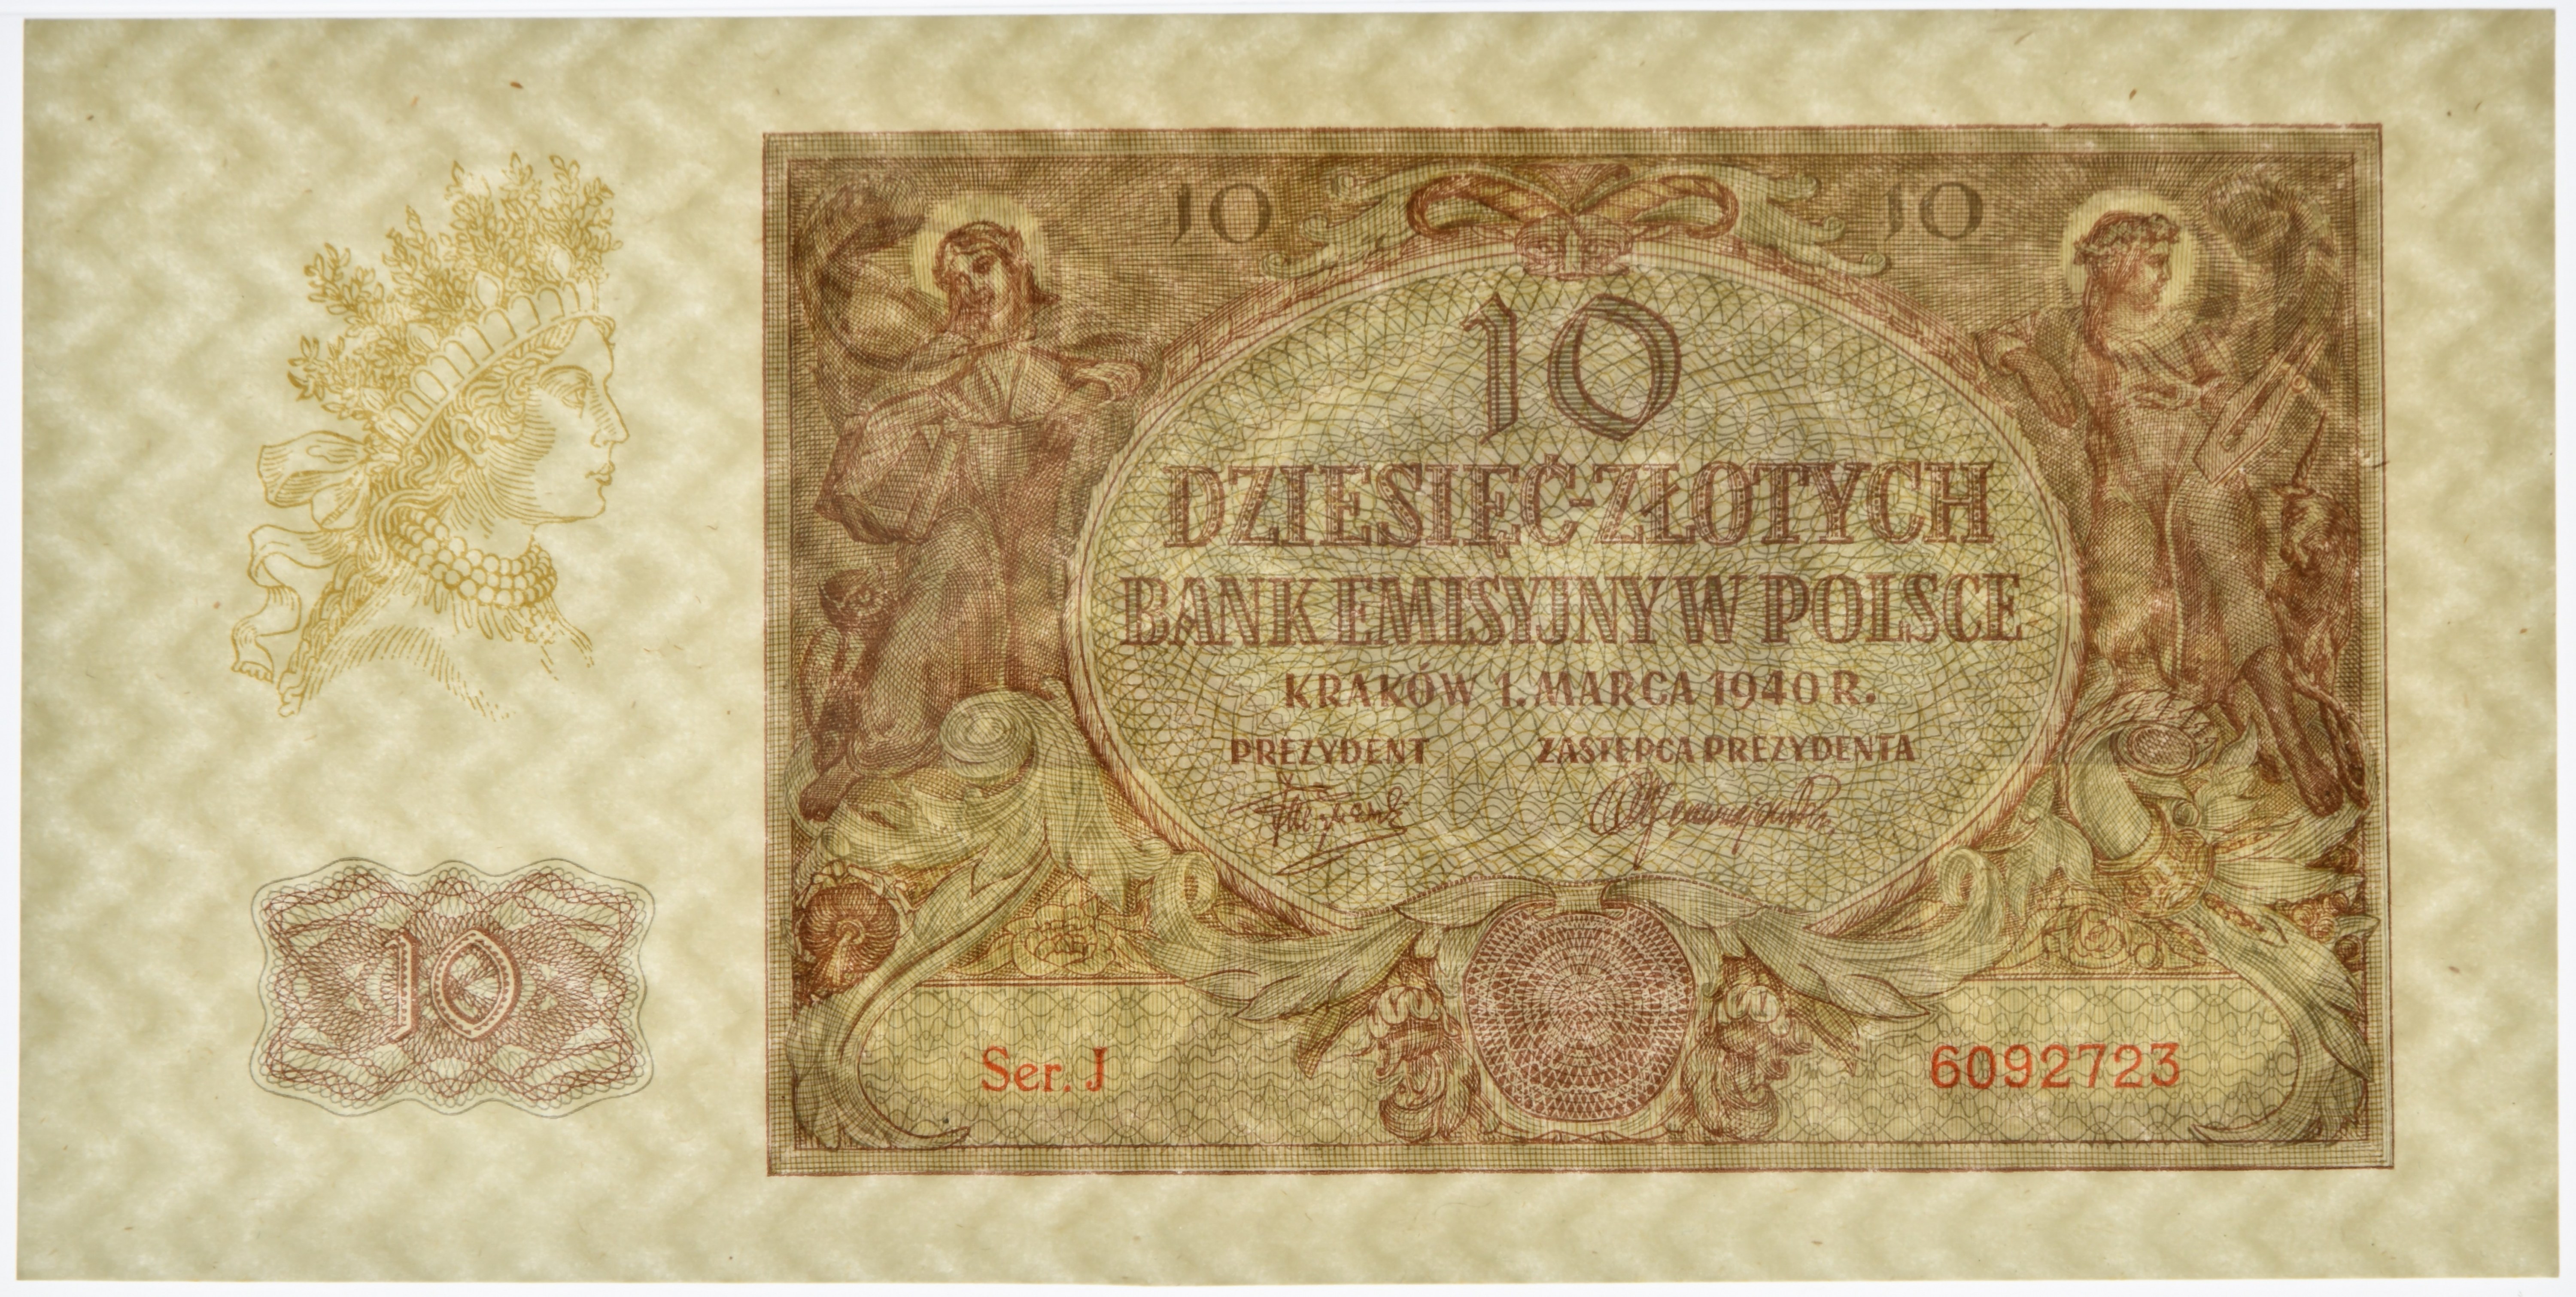 10 10
10
DZIESIĘĆ-ZŁOTYCH
BANK EMISYJNY W POLSCE
KRAKÓW 1. MARCA 1940 R.
PREZYDENT ZASTĘPCA PREZYDENTA
10
Ser. J 6092723